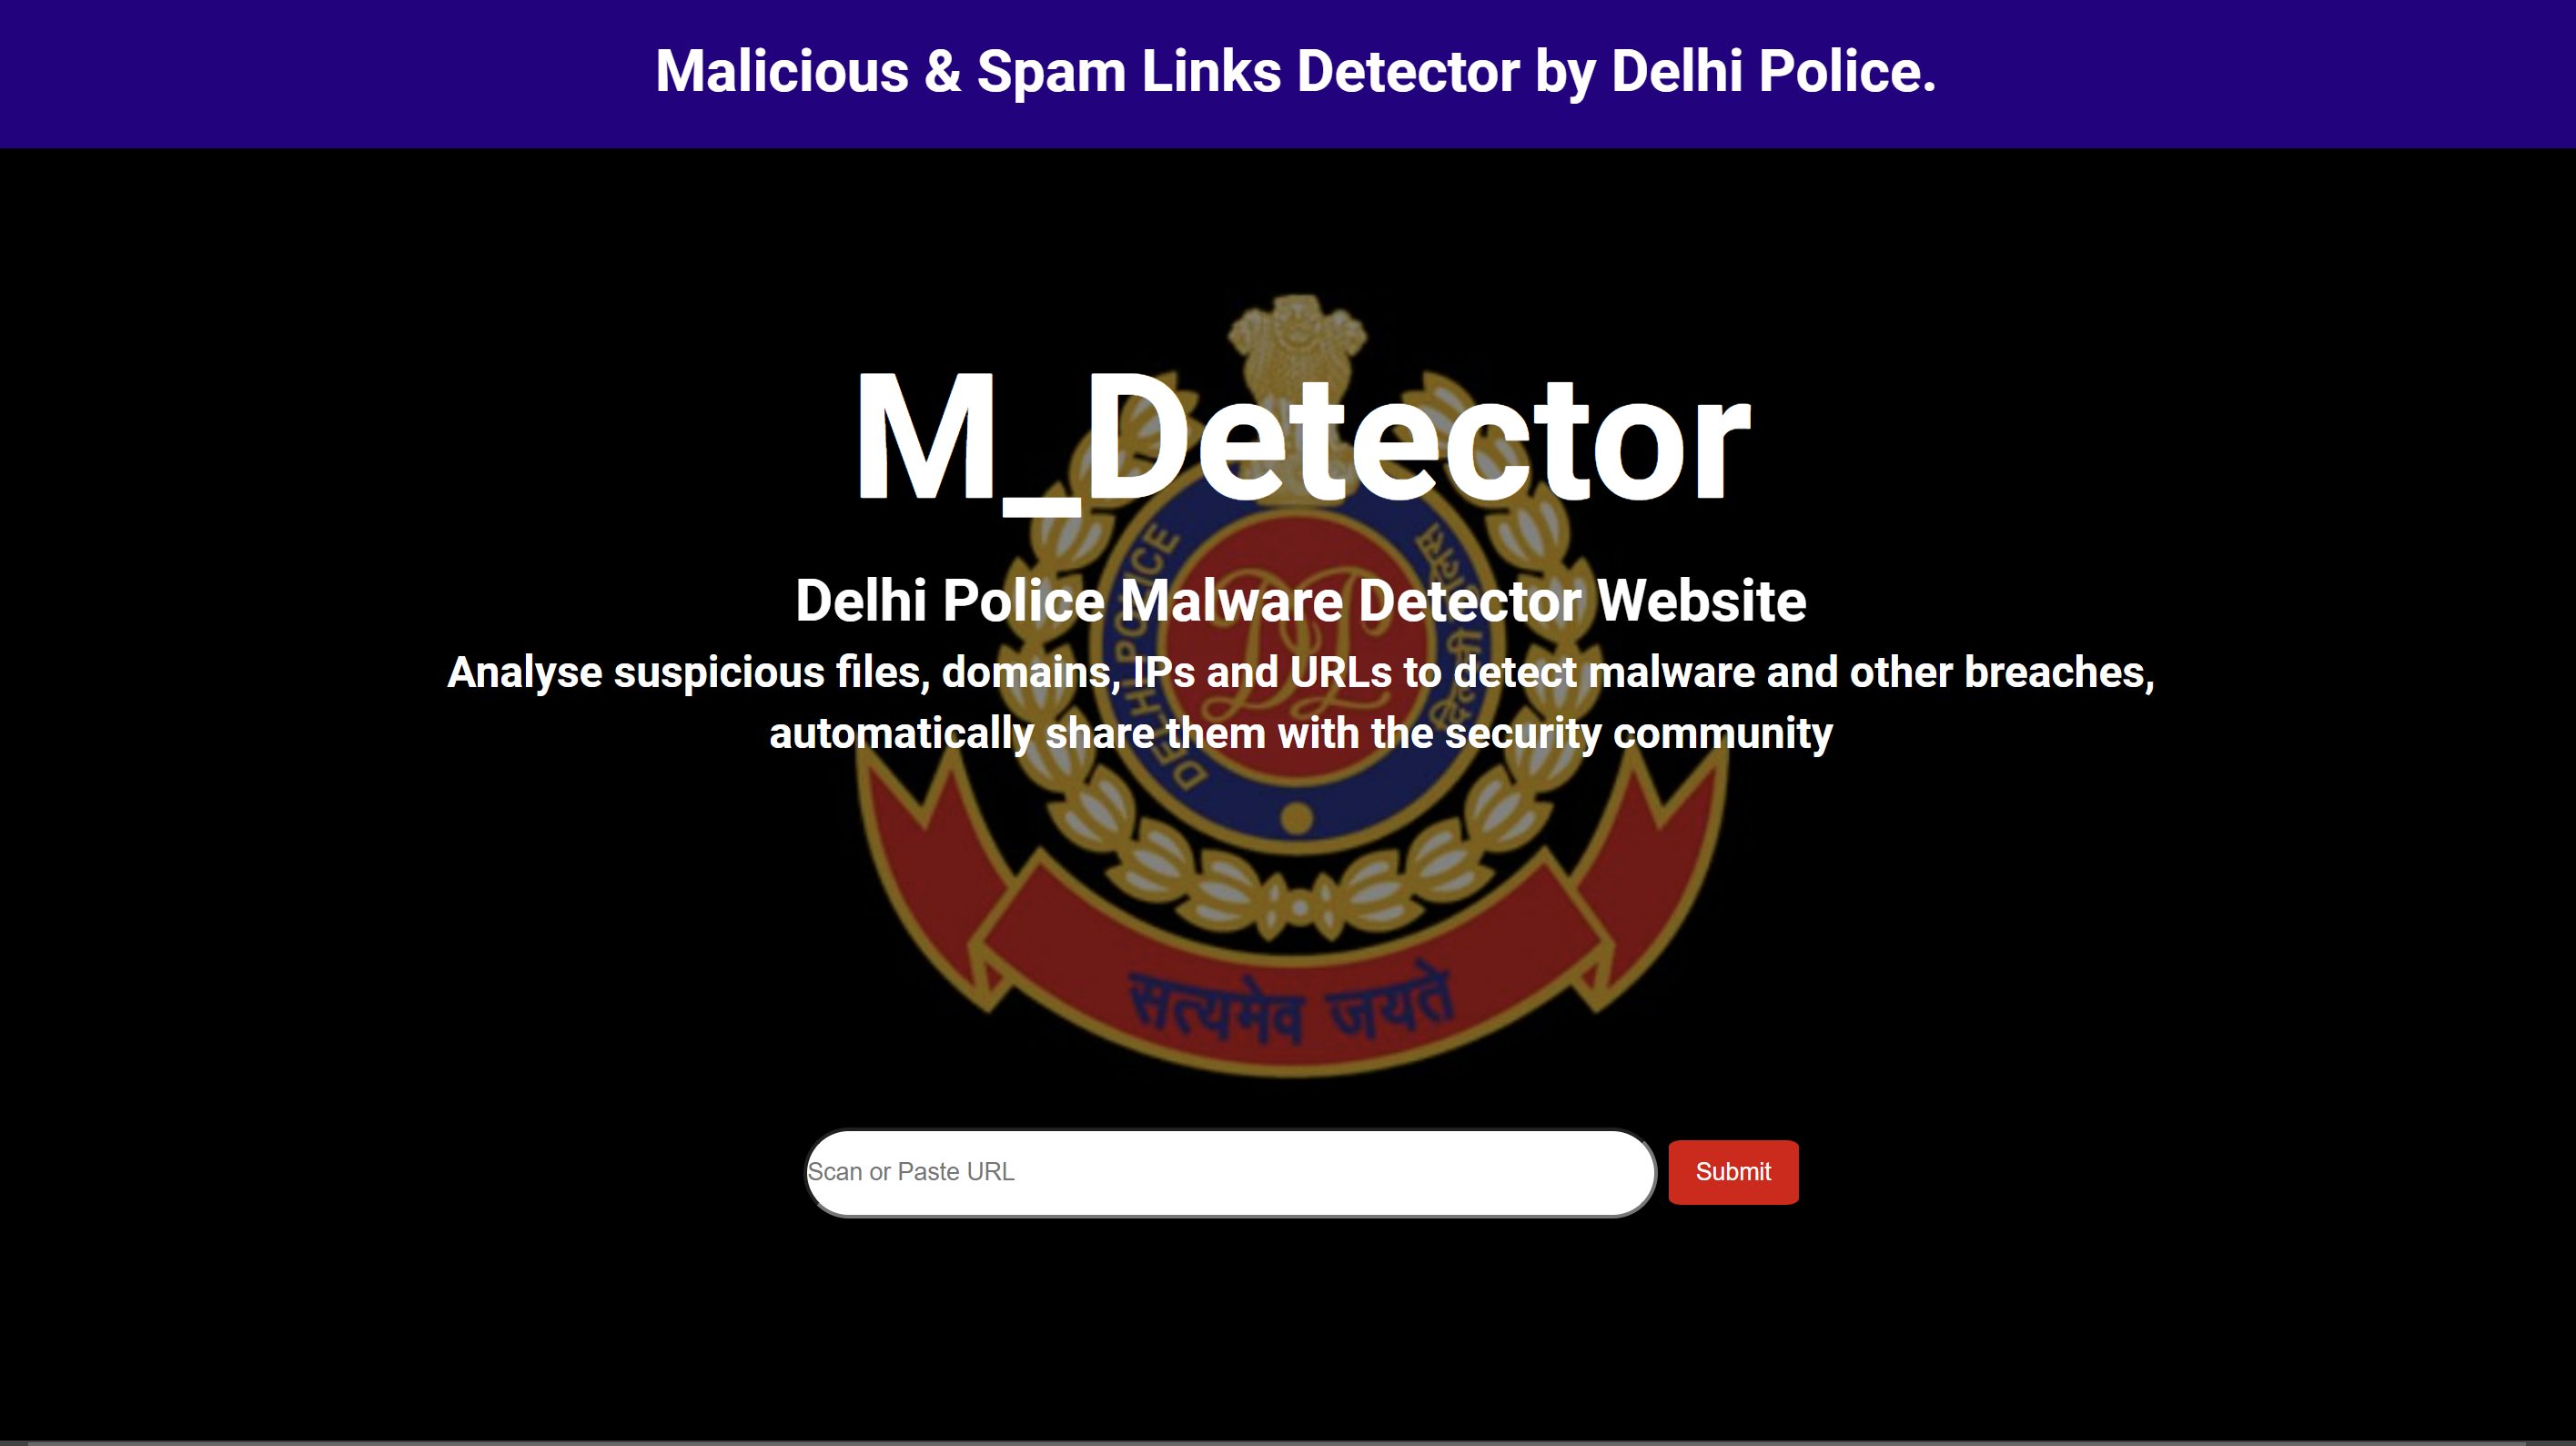 Malicious & Spam Links Detector by Delhi Police.
M_Detector
Delhi Police Malware Detector Website
Analyse suspicious files, domains, IPs and URLs to detect malware and other breaches,
automatically share them with the security community
DELHI POLICE
दिल्ली पुलिस
सत्यमेव जयते
Scan or Paste URL
Submit